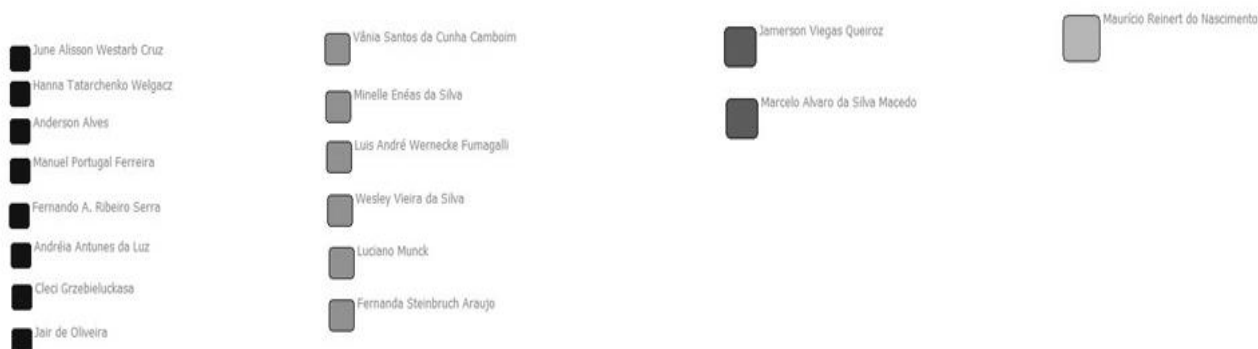 June Alisson Westarb Cruz
Hanna Tatarchenko Welgacz
Anderson Alves
Manuel Portugal Ferreira
Fernando A. Ribeiro Serra
Andréia Antunes da Luz
Cleci Grzebieluckasa
Jair de Oliveira
Vânia Santos da Cunha Camboim
Minelle Enéas da Silva
Luis André Wernecke Fumagalli
Wesley Vieira da Silva
Luciano Munck
Fernanda Steinbruch Araujo
Jamerson Viegas Queiroz
Marcelo Alvaro da Silva Macedo
Maurício Reinert do Nascimento